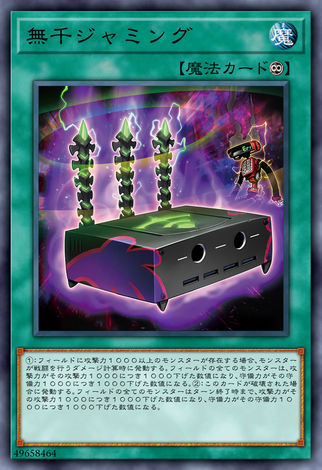 無千ジャミング
魔
【魔法カード】
①:フィールドに攻撃力１０００以上のモンスターが存在する場合、モンスター
が戦闘を行うダメージ計算時に発動する。フィールドの全てのモンスターは、攻
撃力がその攻撃力１０００につき１０００下げた数値になり、守備力がその守
備力１０００につき１０００下げた数値になる。②:このカードが破壊された場
合に発動する。フィールドの全てのモンスターはターン終了時まで、攻撃力がそ
の攻撃力１０００につき１０００下げた数値になり、守備力がその守備力１０
００につき１０００下げた数値になる。
49658464